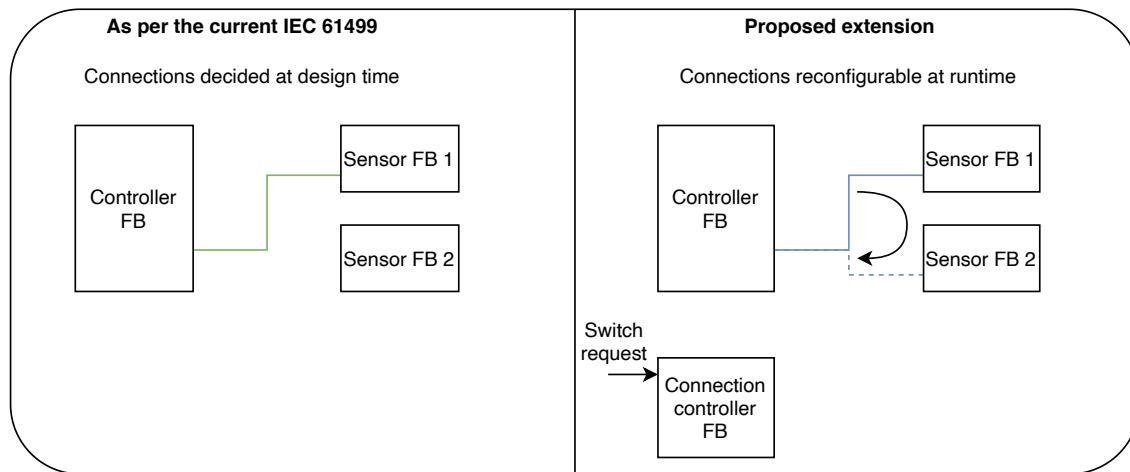 As per the current IEC 61499
Connections decided at design time
Controller
FB
Sensor FB 1
Sensor FB 2
Proposed extension
Connections reconfigurable at runtime
Controller
FB
Sensor FB 1
Sensor FB 2
Switch
request
Connection
controller
FB